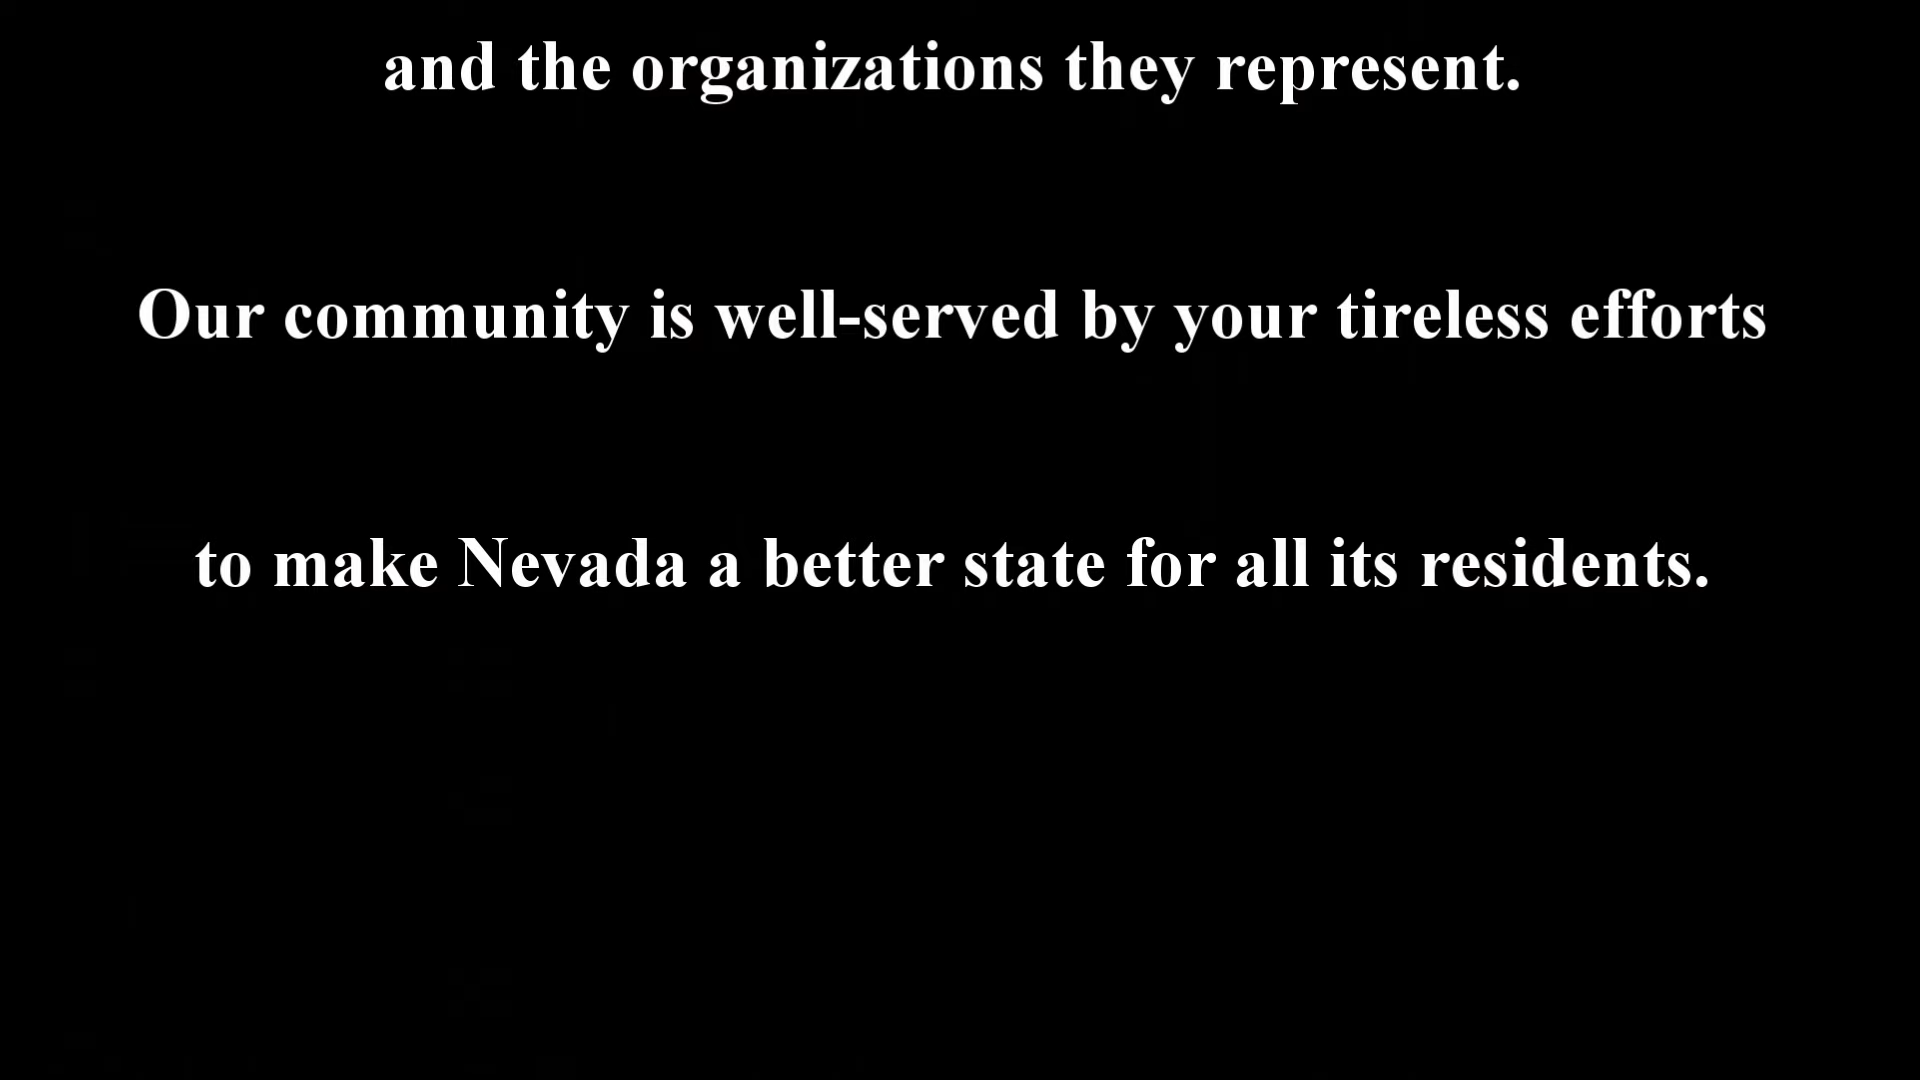 and the organizations they represent.
Our community is well-served by your tireless efforts
to make Nevada a better state for all its residents.